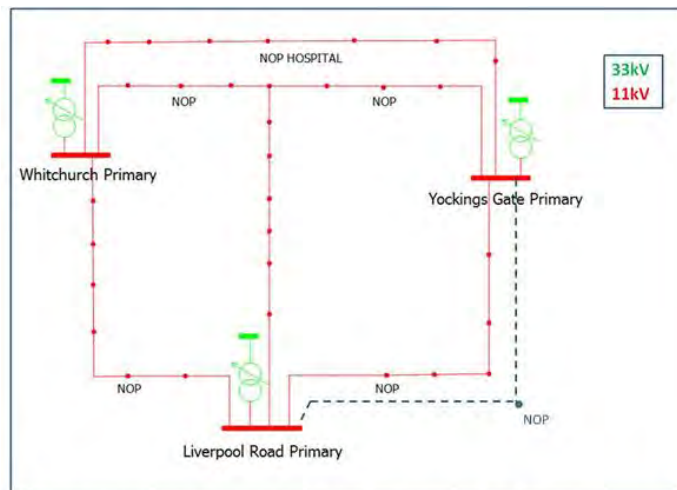 NOP HOSPITAL
33kV
11kV
NOP
NOP
Whitchurch Primary
Yockings Gate Primary
NOP
NOP
NOP
Liverpool Road Primary